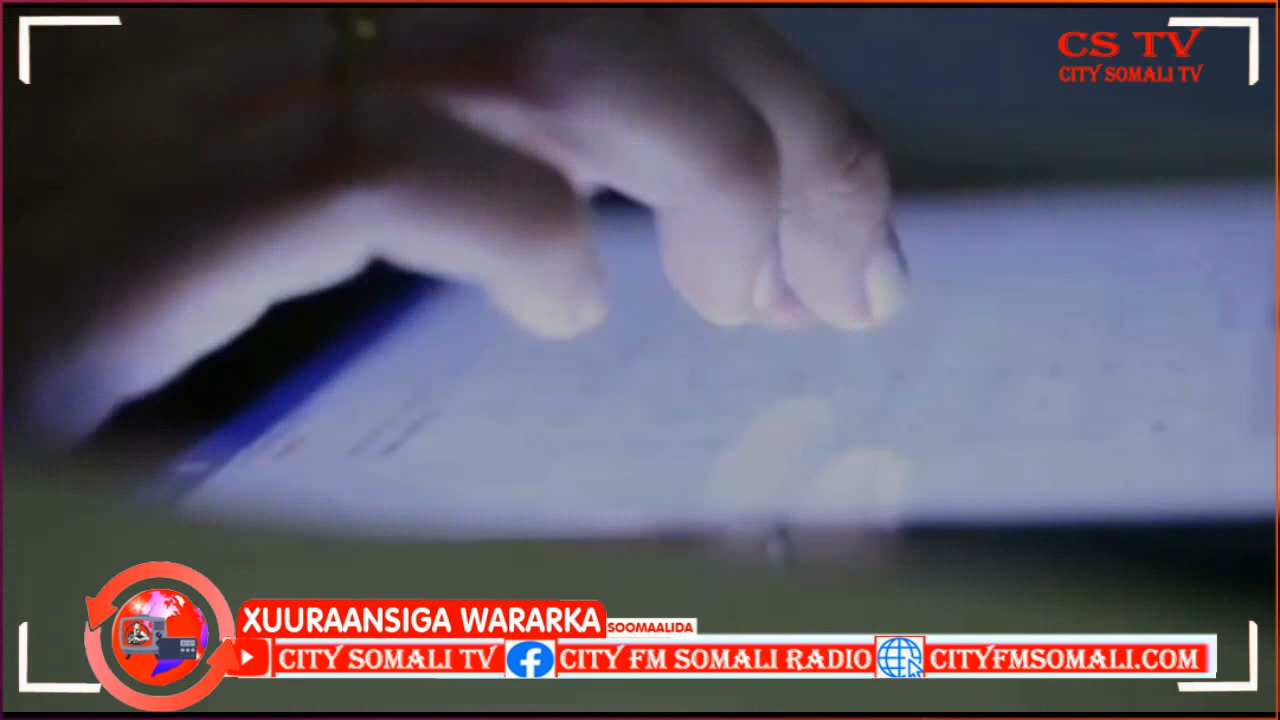 CS TV
CITY SOMALI TV
XUURAANSIGA WARARKA SOOMAALIDA
CITY SOMALI TV CITY FM SOMALI RADIO CITYFMSOMALI.COM